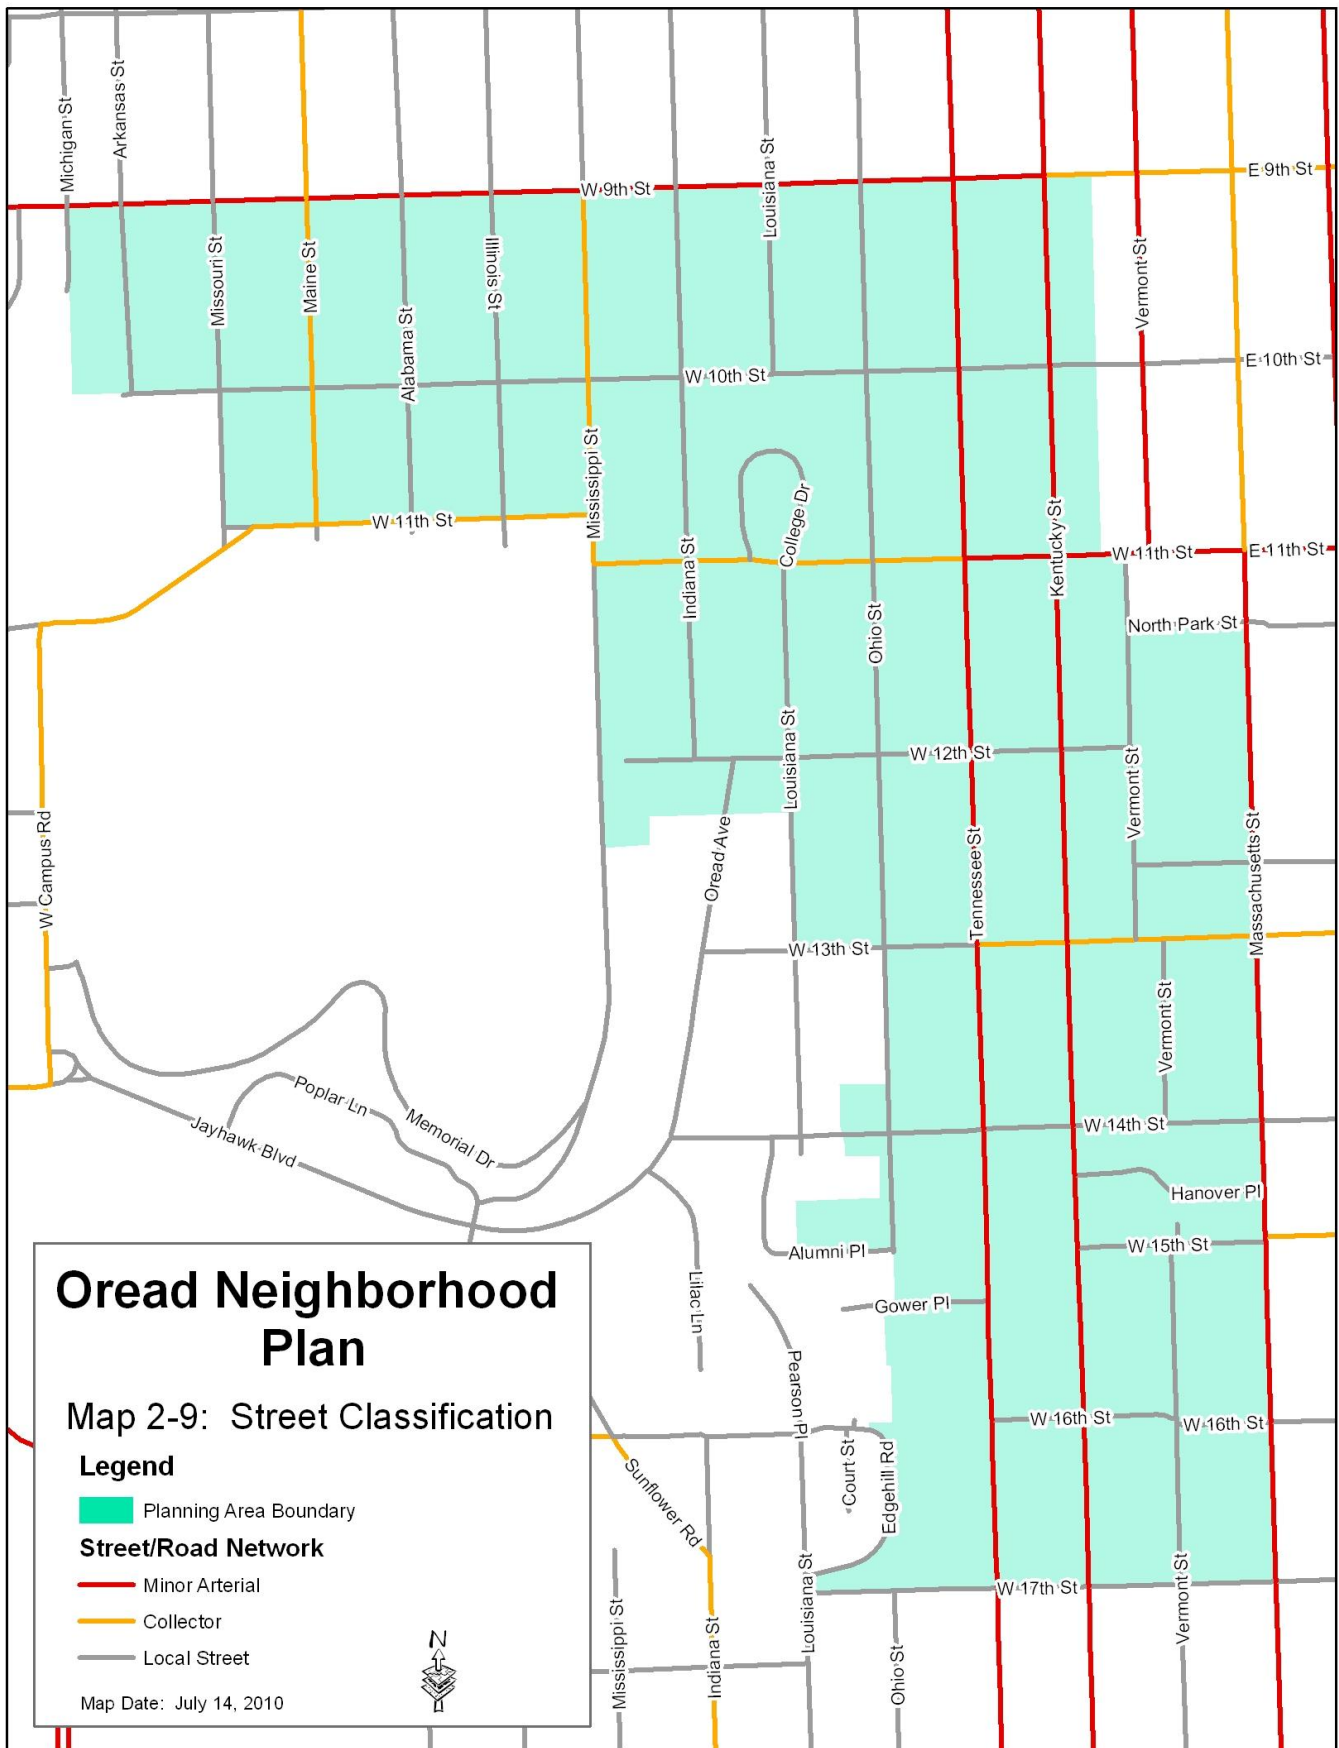 Michigan St
Arkansas St
Louisiana St
W 9th St
E 9th St
Missouri St
Maine St
Illinois St
Vermont St
Alabama St
W 10th St
E 10th St
Mississippi St
College Dr
Kentucky St
W 11th St
W 11th St
E 11th St
Indiana St
Ohio St
North Park St
Louisiana St
W 12th St
Vermont St
W Campus Rd
Oread Ave
Tennessee St
Massachusetts St
W 13th St
Vermont St
Poplar Ln
Memorial Dr
Jayhawk Blvd
W 14th St
Hanover Pl
Alumni Pl
W 15th St
Lilac Ln
Gower Pl
Pearson Pl
W 16th St
W 16th St
Court St
Edgehill Rd
Sunflower Rd
Louisiana St
W 17th St
Vermont St
Mississippi St
Indiana St
Ohio St
Oread Neighborhood
Plan
Map 2-9: Street Classification
Legend
Planning Area Boundary
Street/Road Network
Minor Arterial
Collector
Local Street
N
Map Date: July 14, 2010